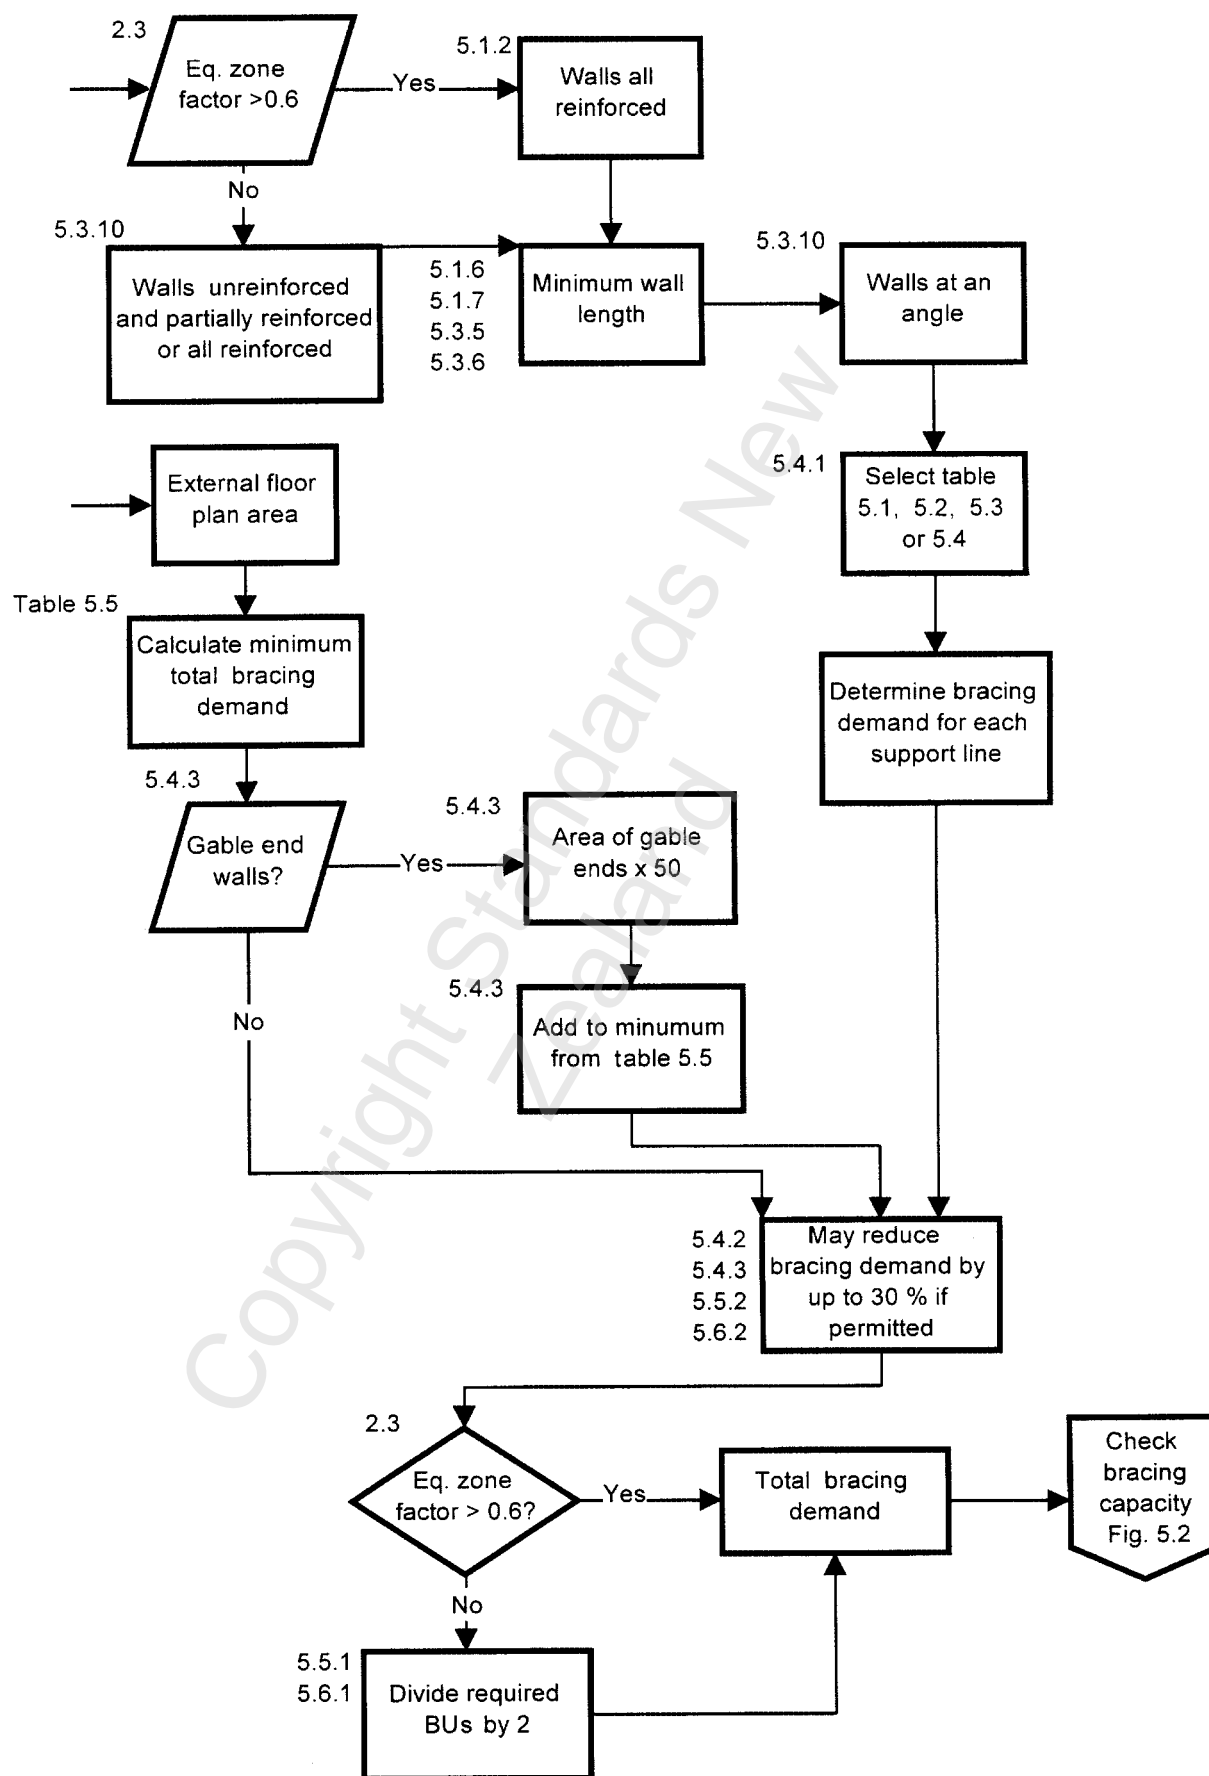 2.3
Eq. zone
factor >0.6
Yes
5.1.2
Walls all
reinforced
No
5.3.10
Walls unreinforced
and partially reinforced
or all reinforced
5.1.6
5.1.7
5.3.5
5.3.6
Minimum wall
length
5.3.10
Walls at an
angle
5.4.1
Select table
5.1, 5.2, 5.3
or 5.4
External floor
plan area
Table 5.5
Calculate minimum
total bracing
demand
Determine bracing
demand for each
support line
5.4.3
Gable end
walls?
Yes
5.4.3
Area of gable
ends x 50
No
5.4.3
Add to minumum
from table 5.5
5.4.2
5.4.3
5.5.2
5.6.2
May reduce
bracing demand by
up to 30 % if
permitted
2.3
Eq. zone
factor > 0.6?
Yes
Total bracing
demand
Check
bracing
capacity
Fig. 5.2
No
5.5.1
5.6.1
Divide required
BUs by 2
Copyright Standards New
Zealand